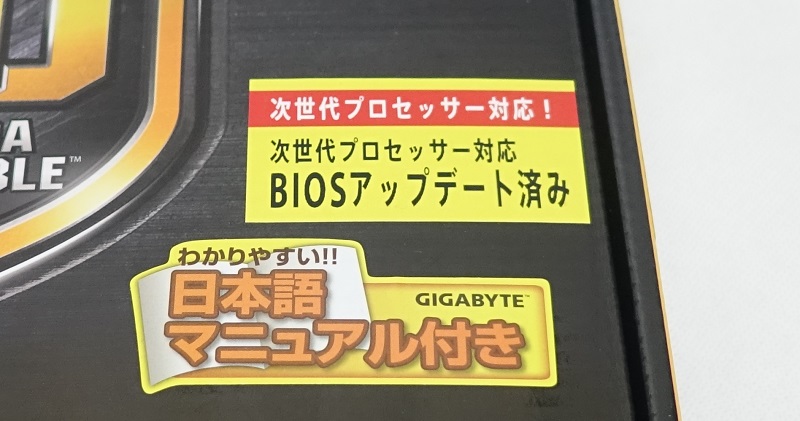 BLE™
次世代プロセッサー対応！
次世代プロセッサー対応
BIOSアップデート済み
わかりやすい!!
日本語
GIGABYTE™
マニュアル付き